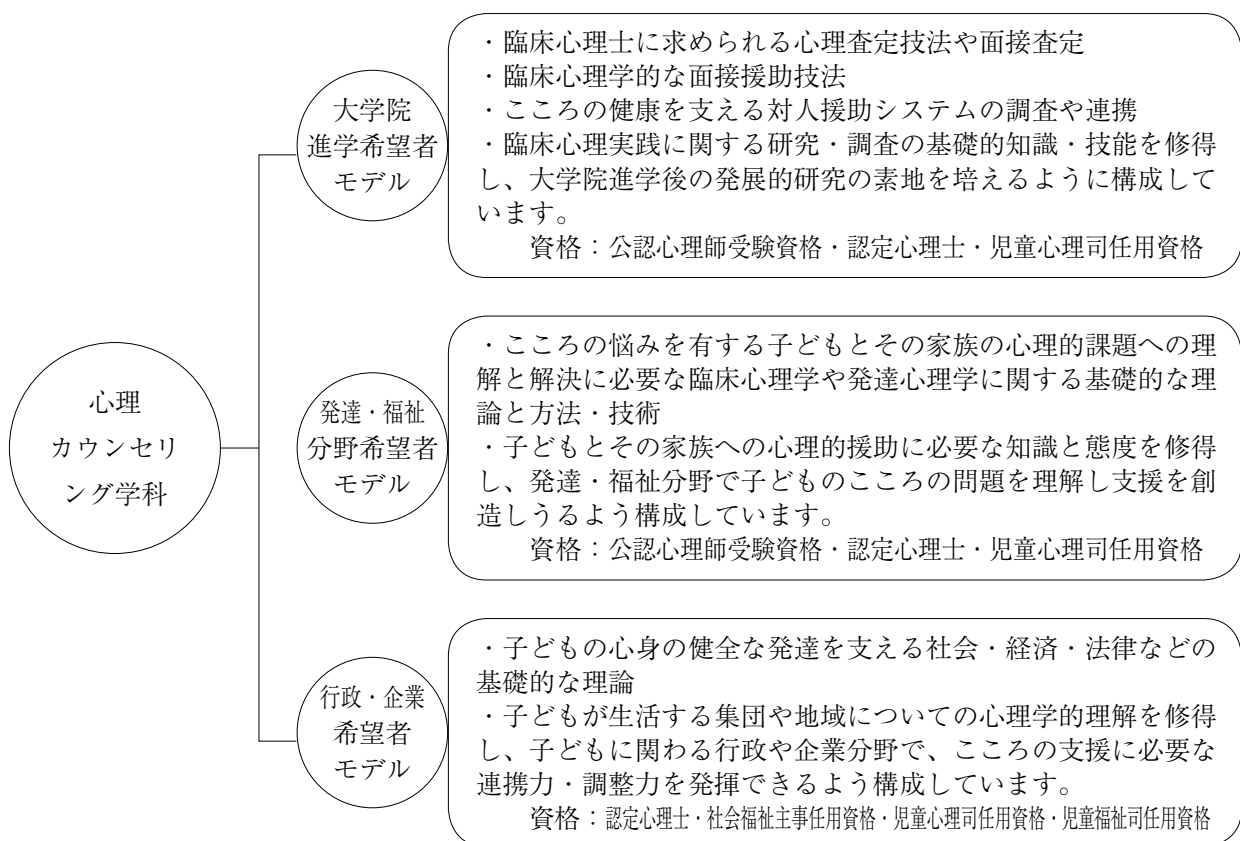 心理
カウンセリ
ング学科
大学院
進学希望者
モデル
・臨床心理士に求められる心理査定技法や面接査定
・臨床心理学的な面接援助技法
・こころの健康を支える対人援助システムの調査や連携
・臨床心理実践に関する研究・調査の基礎的知識・技能を修得
し、大学院進学後の発展的研究の素地を培えるように構成して
います。
資格：公認心理師受験資格・認定心理士・児童心理司任用資格
発達・福祉
分野希望者
モデル
・こころの悩みを有する子どもとその家族の心理的課題への理
解と解決に必要な臨床心理学や発達心理学に関する基礎的な理
論と方法・技術
・子どもとその家族への心理的援助に必要な知識と態度を修得
し、発達・福祉分野で子どものこころの問題を理解し支援を創
造しうるよう構成しています。
資格：公認心理師受験資格・認定心理士・児童心理司任用資格
行政・企業
希望者
モデル
・子どもの心身の健全な発達を支える社会・経済・法律などの
基礎的な理論
・子どもが生活する集団や地域についての心理学的理解を修得
し、子どもに関わる行政や企業分野で、こころの支援に必要な
連携力・調整力を発揮できるよう構成しています。
資格：認定心理士・社会福祉主事任用資格・児童心理司任用資格・児童福祉司任用資格